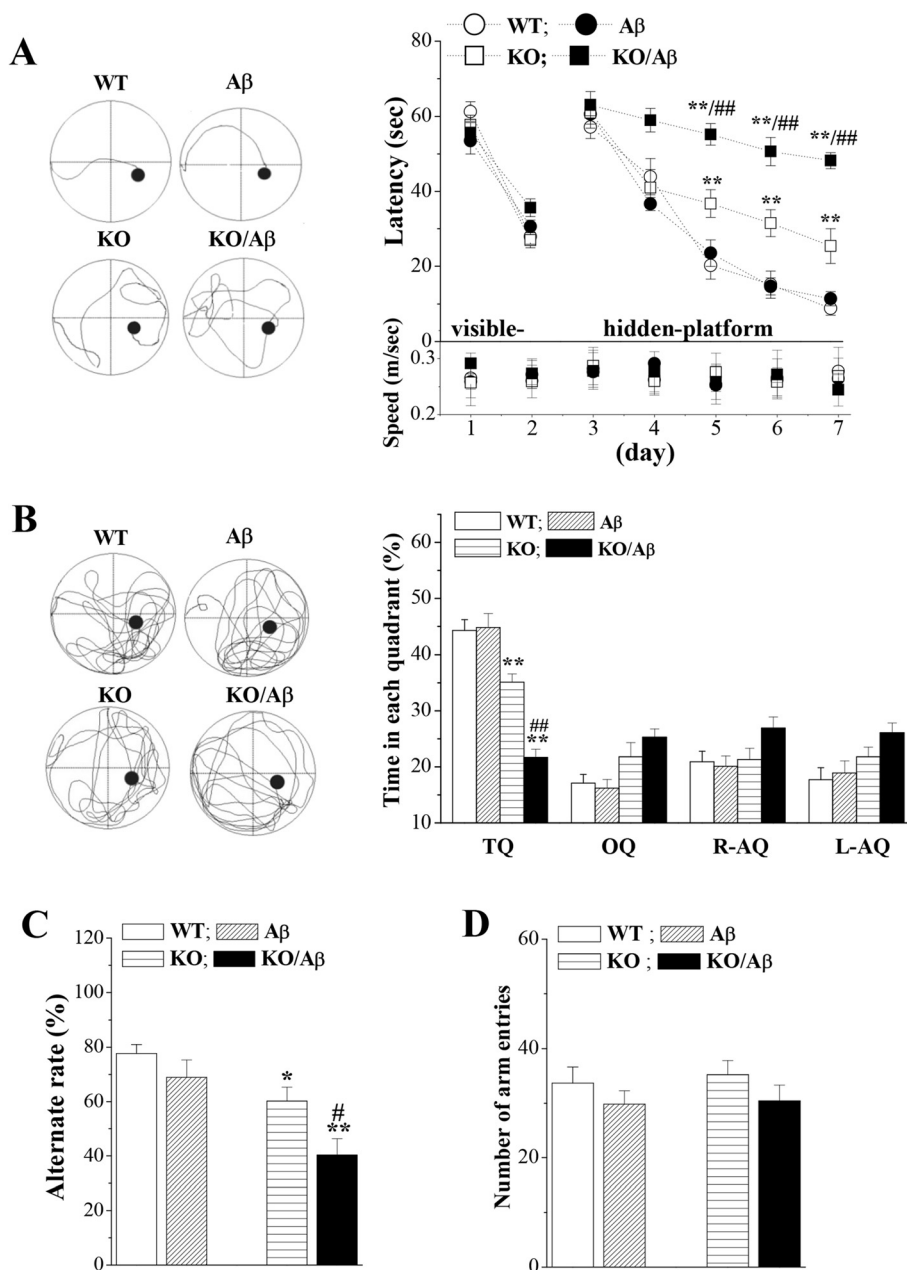 A
WT
Aβ
KO
KO/Aβ
WT; Aβ
KO; KO/Aβ
Latency (sec)
80
60
40
20
0
**/## **/## **/##
** ** **
visible- hidden-platform
Speed (m/sec)
0.3
0.2
1 2 3 4 5 6 7
(day)
B
WT
Aβ
KO
KO/Aβ
WT; Aβ
KO; KO/Aβ
Time in each quadrant (%)
60
50
40
30
20
10
**
##
**
TQ OQ R-AQ L-AQ
C
WT; Aβ
KO; KO/Aβ
Alternate rate (%)
120
100
80
60
40
20
0
*
#
**
D
WT ; Aβ
KO ; KO/Aβ
Number of arm entries
60
40
20
0